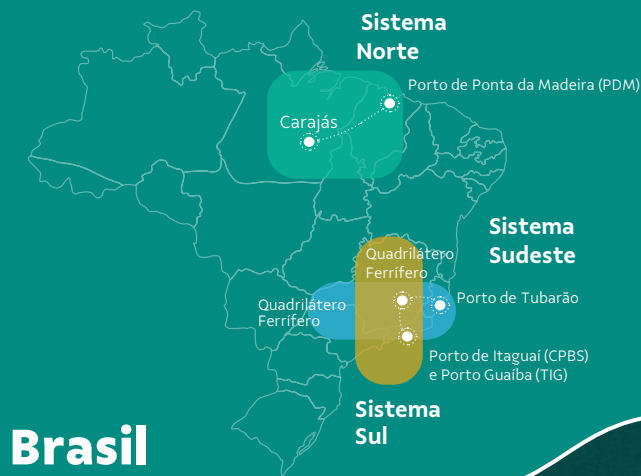 Sistema
Norte
Porto de Ponta da Madeira (PDM)
Carajás
Sistema
Sudeste
Quadrilátero
Ferrífero
Quadrilátero
Ferrífero
Porto de Tubarão
Porto de Itaguaí (CPBS)
e Porto Guaíba (TIG)
Sistema
Sul
Brasil